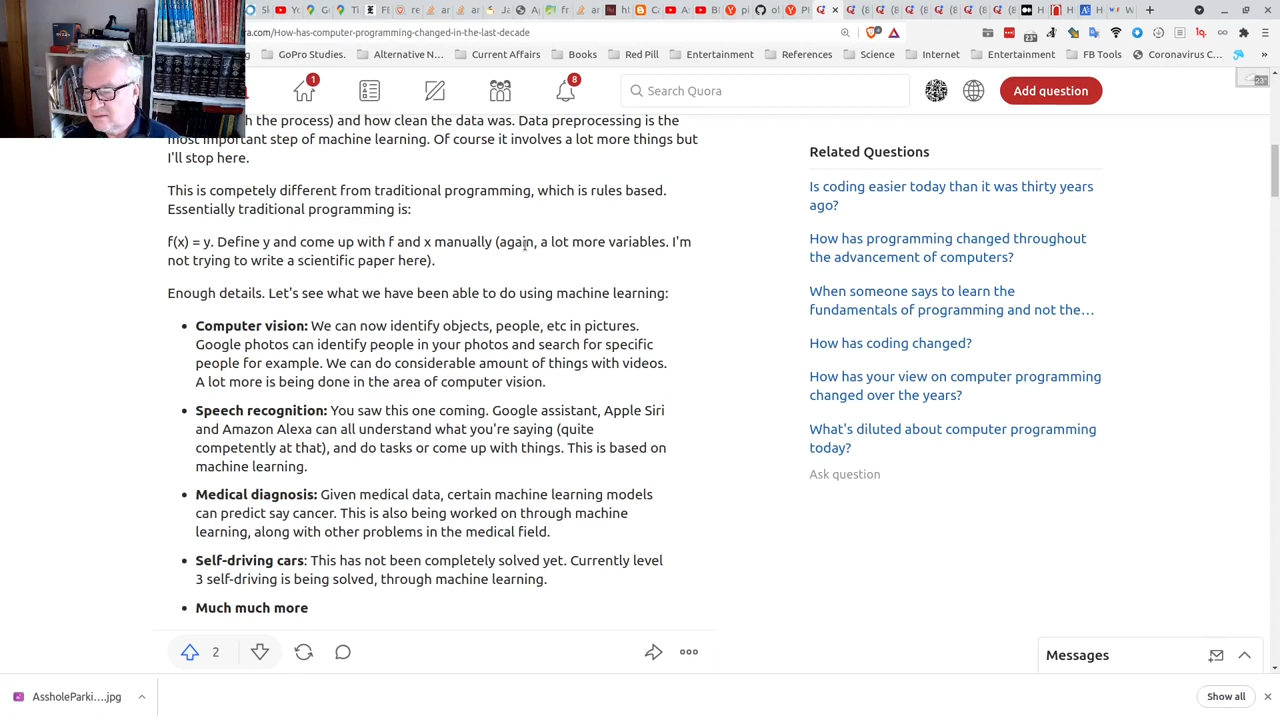 ra.com/How-has-computer-programming-changed-in-the-last-decade
GoPro Studies.
Alternative N...
Current Affairs
Books
Red Pill
Entertainment
References
Science
Internet
Entertainment
FB Tools
Coronavirus C...
1
8
Search Quora
Add question
23°
h the process) and how clean the data was. Data preprocessing is the
most important step of machine learning. Of course it involves a lot more things but
I'll stop here.
This is competely different from traditional programming, which is rules based.
Essentially traditional programming is:
f(x) = y. Define y and come up with f and x manually (again, a lot more variables. I'm
not trying to write a scientific paper here).
Enough details. Let's see what we have been able to do using machine learning:
• Computer vision: We can now identify objects, people, etc in pictures.
Google photos can identify people in your photos and search for specific
people for example. We can do considerable amount of things with videos.
A lot more is being done in the area of computer vision.
• Speech recognition: You saw this one coming. Google assistant, Apple Siri
and Amazon Alexa can all understand what you're saying (quite
competently at that), and do tasks or come up with things. This is based on
machine learning.
• Medical diagnosis: Given medical data, certain machine learning models
can predict say cancer. This is also being worked on through machine
learning, along with other problems in the medical field.
• Self-driving cars: This has not been completely solved yet. Currently level
3 self-driving is being solved, through machine learning.
• Much much more
2
Related Questions
Is coding easier today than it was thirty years
ago?
How has programming changed throughout
the advancement of computers?
When someone says to learn the
fundamentals of programming and not the...
How has coding changed?
How has your view on computer programming
changed over the years?
What's diluted about computer programming
today?
Ask question
Messages
AssholeParki....jpg
Show all